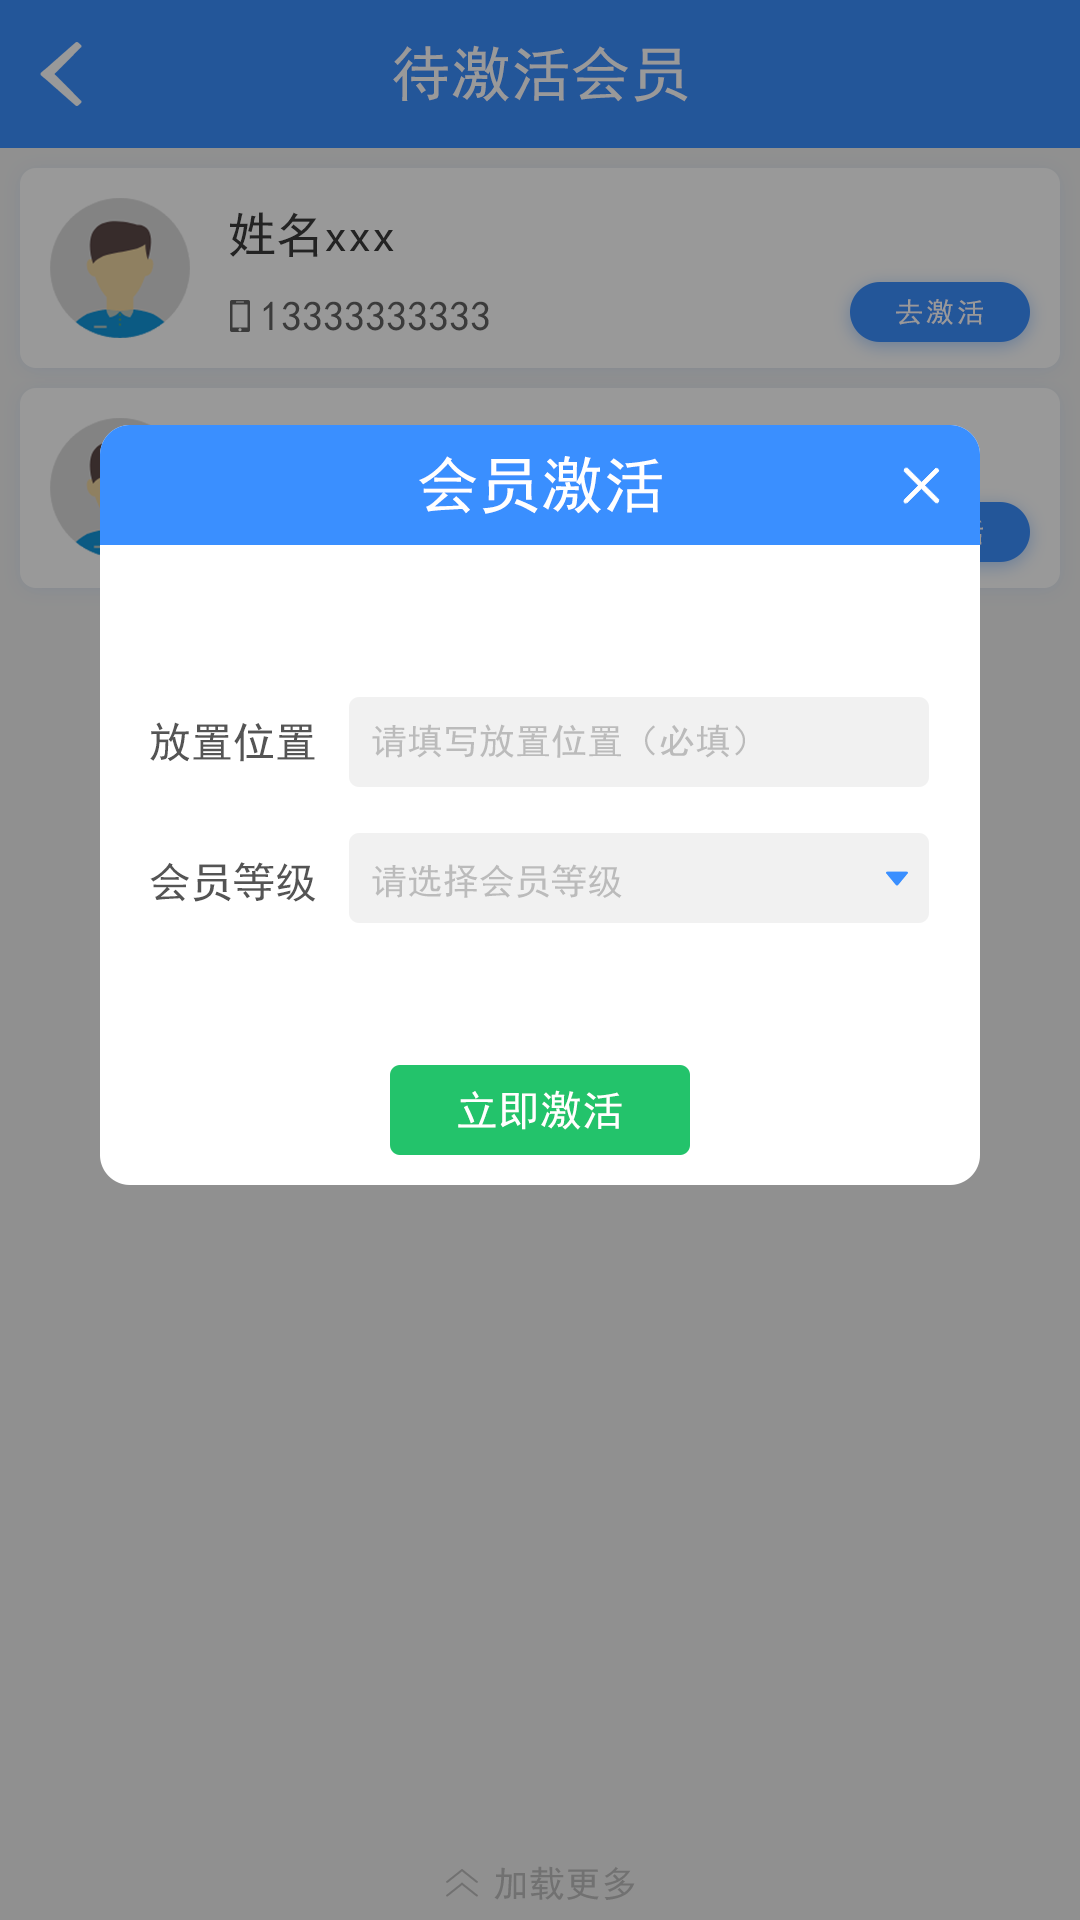 待激活会员
姓名xxx
13333333333
去激活
会员激活
放置位置
请填写放置位置（必填）
会员等级
请选择会员等级
立即激活
加载更多